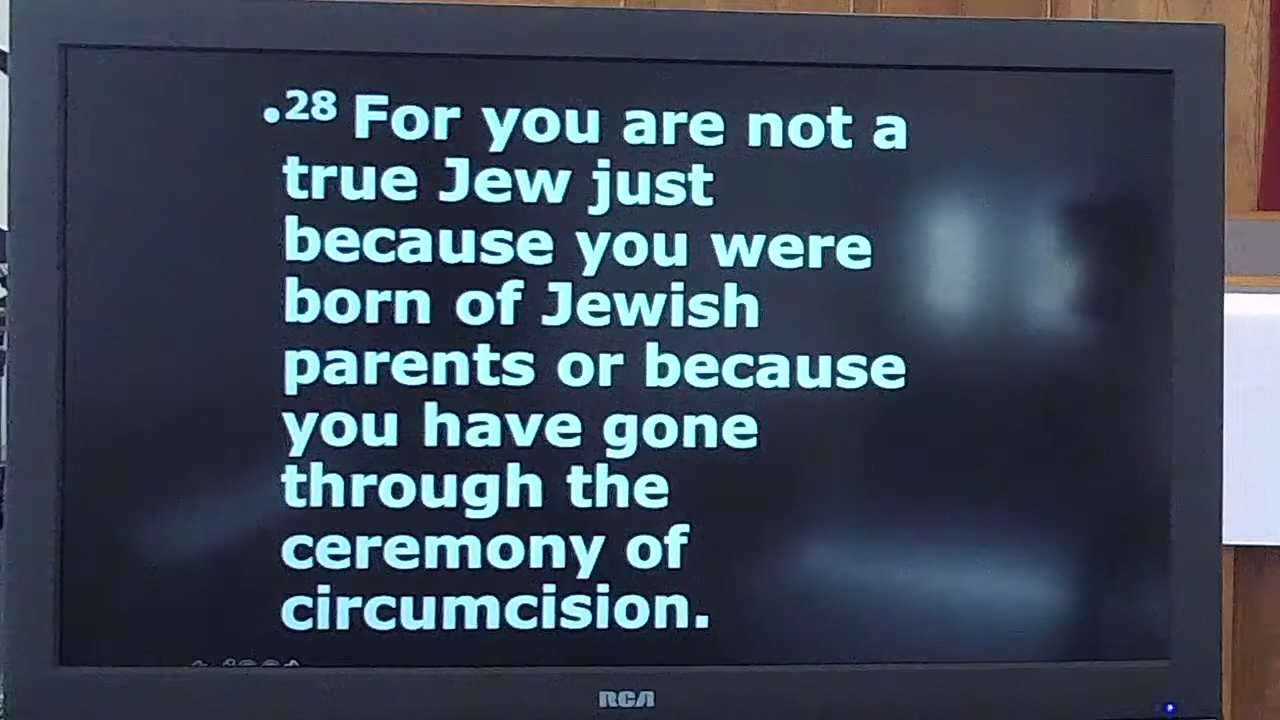 •28 For you are not a
true Jew just
because you were
born of Jewish
parents or because
you have gone
through the
ceremony of
circumcision.
RCA